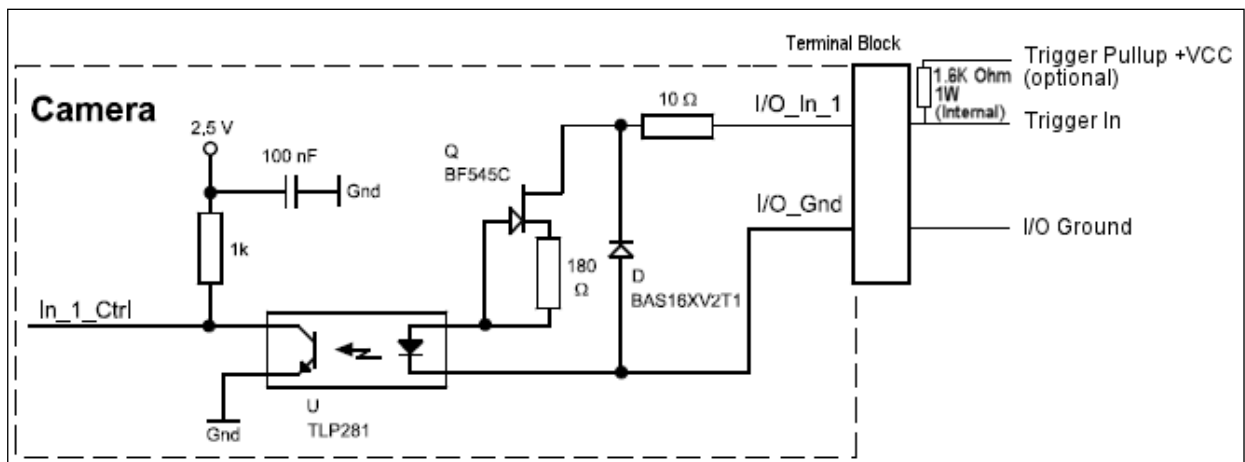 Terminal Block
Trigger Pullup +VCC
(optional)
1.6K Ohm
1W
(Internal)
Trigger In
Camera
10 Ω
I/O_In_1
2,5 V
100 nF
Gnd
Q
BF545C
I/O_Gnd
I/O Ground
1k
180
Ω
D
BAS16XV2T1
In_1_Ctrl
U
TLP281
Gnd